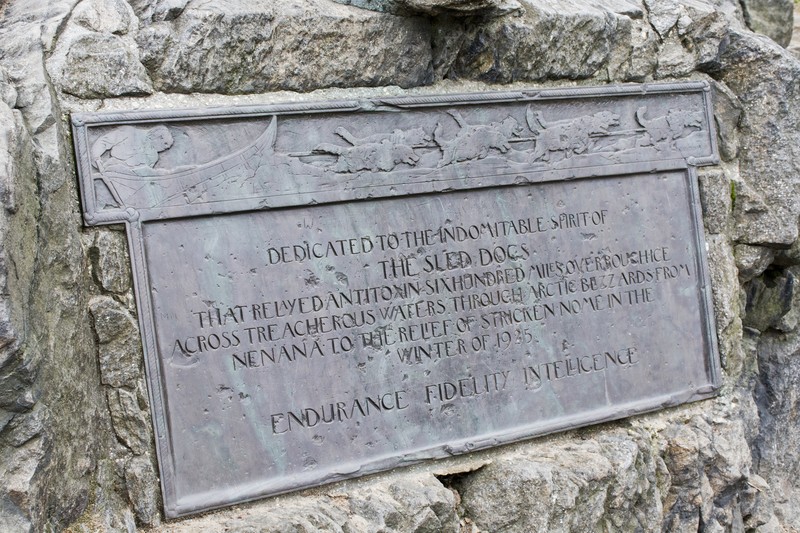 DEDICATED TO THE INDOMITABLE SPIRIT OF
THE SLED DOGS
THAT RELAYED ANTITOXIN SIX HUNDRED MILES OVER ROUGH ICE
ACROSS TREACHEROUS WATERS THROUGH ARCTIC BLIZZARDS FROM
NENANA TO THE RELIEF OF STRICKEN NOME IN THE
WINTER OF 1925.
ENDURANCE FIDELITY INTELLIGENCE